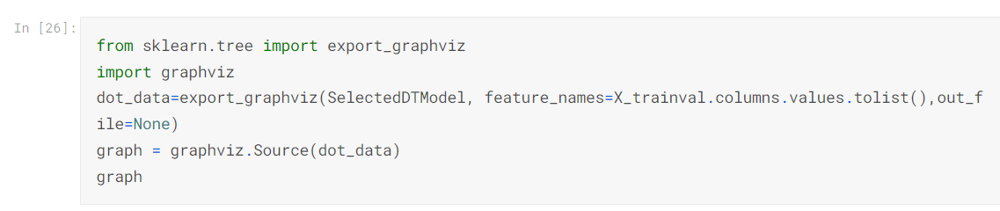 In [26]:
from sklearn.tree import export_graphviz
import graphviz
dot_data=export_graphviz(SelectedDTModel, feature_names=X_trainval.columns.values.tolist(),out_f
ile=None)
graph = graphviz.Source(dot_data)
graph